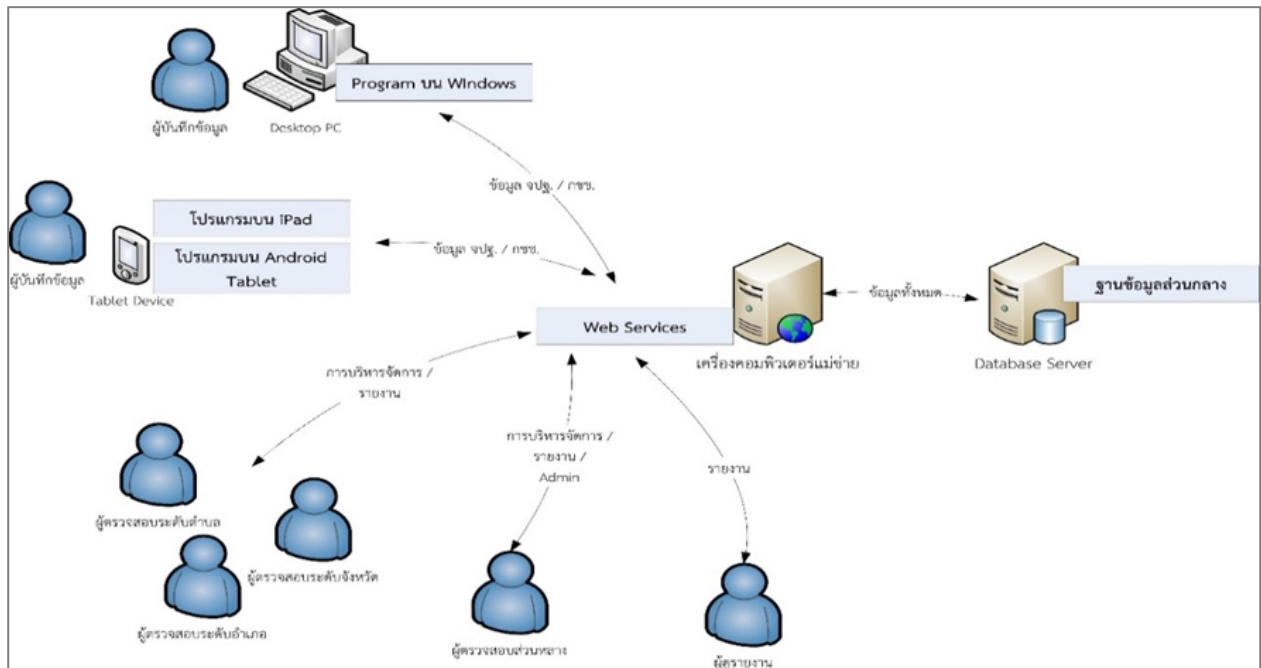 Program บน WIndows
ผู้บันทึกข้อมูล
Desktop PC
ข้อมูล จปฐ. / กชช.
โปรแกรมบน iPad
โปรแกรมบน Android
Tablet
ผู้บันทึกข้อมูล
Tablet Device
ข้อมูล จปฐ. / กชช.
Web Services
เครื่องคอมพิวเตอร์แม่ข่าย
ข้อมูลทั้งหมด
ฐานข้อมูลส่วนกลาง
Database Server
การบริหารจัดการ /
รายงาน
การบริหารจัดการ /
รายงาน /
Admin
รายงาน
ผู้ตรวจสอบระดับตำบล
ผู้ตรวจสอบระดับจังหวัด
ผู้ตรวจสอบระดับอำเภอ
ผู้ตรวจสอบส่วนหลาง
ผู้ดูรายงาน